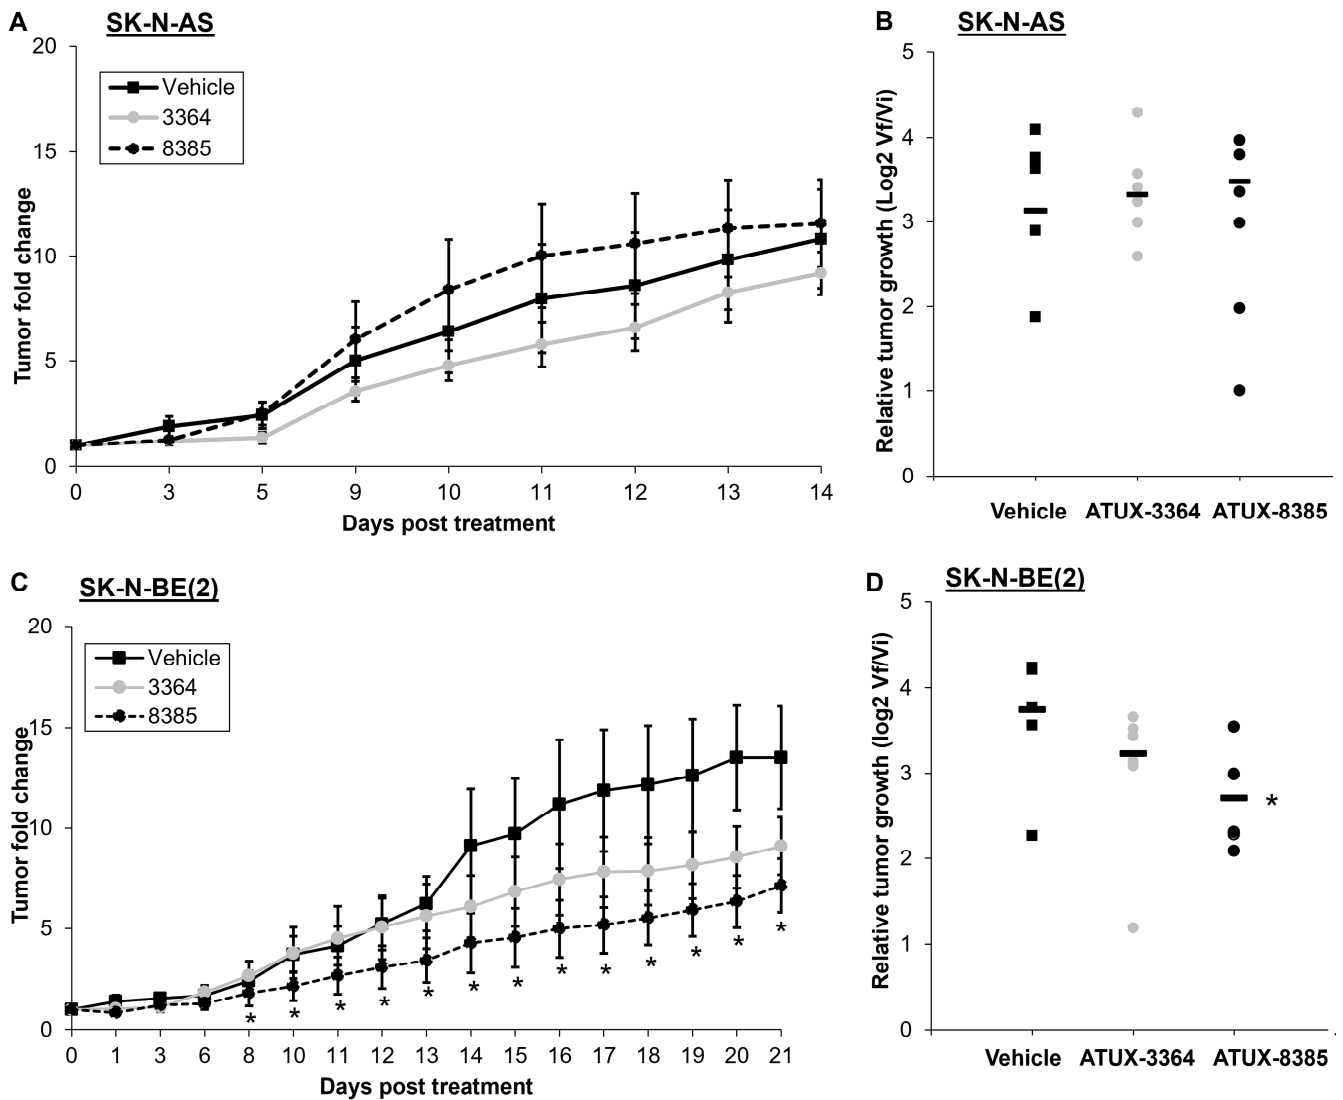 A
SK-N-AS
20
15
10
5
0
Tumor fold change
Vehicle
3364
8385
0 3 5 9 10 11 12 13 14
Days post treatment
B
SK-N-AS
5
4
3
2
1
0
Relative tumor growth (Log2 Vf/Vi)
Vehicle ATUX-3364 ATUX-8385
C
SK-N-BE(2)
20
15
10
5
0
Tumor fold change
Vehicle
3364
8385
* * * * * * * * * * * * *
0 1 3 6 8 10 11 12 13 14 15 16 17 18 19 20 21
Days post treatment
D
SK-N-BE(2)
5
4
3
2
1
0
Relative tumor growth (log2 Vf/Vi)
*
Vehicle ATUX-3364 ATUX-8385